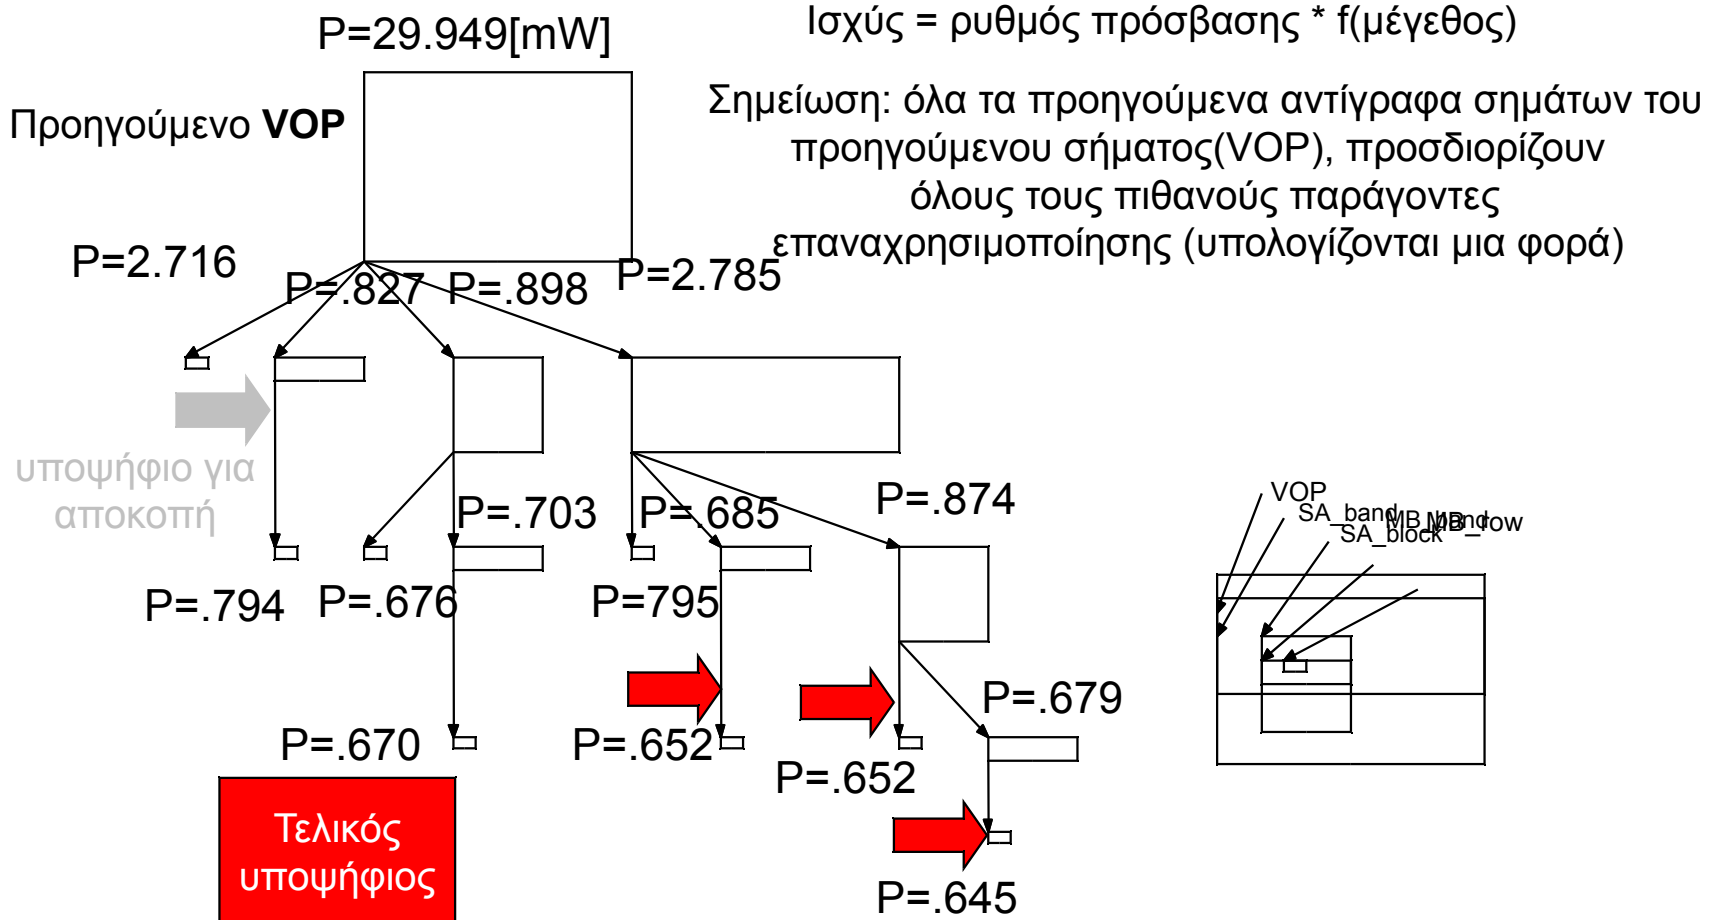 Ισχύς = ρυθμός πρόσβασης * f(μέγεθος)
P=29.949[mW]
Προηγούμενο VOP
Σημείωση: όλα τα προηγούμενα αντίγραφα σημάτων του
προηγούμενου σήματος(VOP), προσδιορίζουν
όλους τους πιθανούς παράγοντες
επαναχρησιμοποίησης (υπολογίζονται μια φορά)
P=2.716
P=.827
P=.898
P=2.785
υποψήφιο για
αποκοπή
P=.703
P=.685
P=.874
VOP
SA_band
MB_band
MB_row
SA_block
P=.794
P=.676
P=795
P=.679
P=.670
P=.652
P=.652
Τελικός
υποψήφιος
P=.645